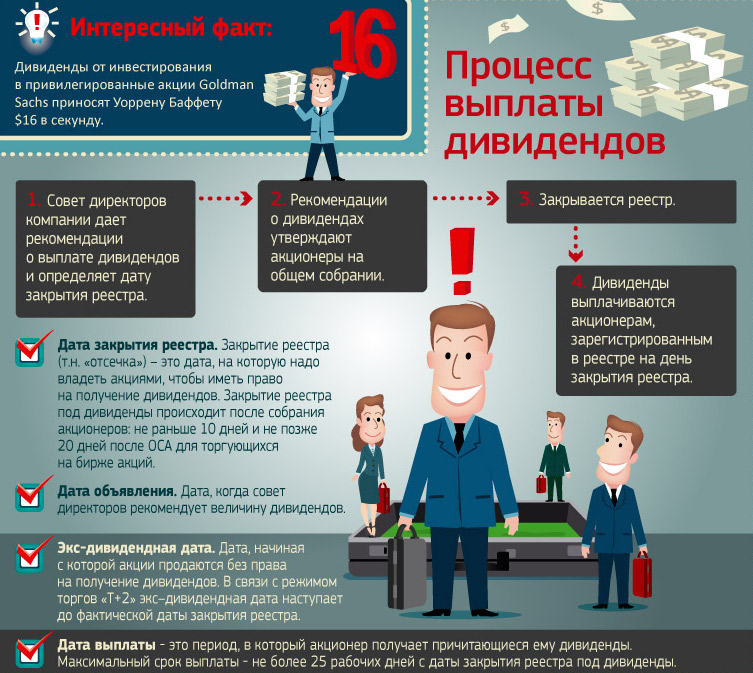 Интересный факт:
Дивиденды от инвестирования
в привилегированные акции Goldman
Sachs приносят Уоррену Баффету
$16 в секунду.
16
Процесс
выплаты
дивидендов
1. Совет директоров
компании дает
рекомендации
о выплате дивидендов
и определяет дату
закрытия реестра.
2. Рекомендации
о дивидендах
утверждают
акционеры на
общем собрании.
3. Закрывается реестр.
4. Дивиденды
выплачиваются
акционерам,
зарегистрированным
в реестре на день
закрытия реестра.
Дата закрытия реестра. Закрытие реестра
(т.н. «отсечка») – это дата, на которую надо
владеть акциями, чтобы иметь право
на получение дивидендов. Закрытие реестра
под дивиденды происходит после собрания
акционеров: не раньше 10 дней и не позже
20 дней после ОСА для торгующихся
на бирже акций.
Дата объявления. Дата, когда совет
директоров рекомендует величину дивидендов.
Экс-дивидендная дата. Дата, начиная
с которой акции продаются без права
на получение дивидендов. В связи с режимом
торгов «Т+2» экс-дивидендная дата наступает
до фактической даты закрытия реестра.
Дата выплаты - это период, в который акционер получает причитающиеся ему дивиденды.
Максимальный срок выплаты - не более 25 рабочих дней с даты закрытия реестра под дивиденды.